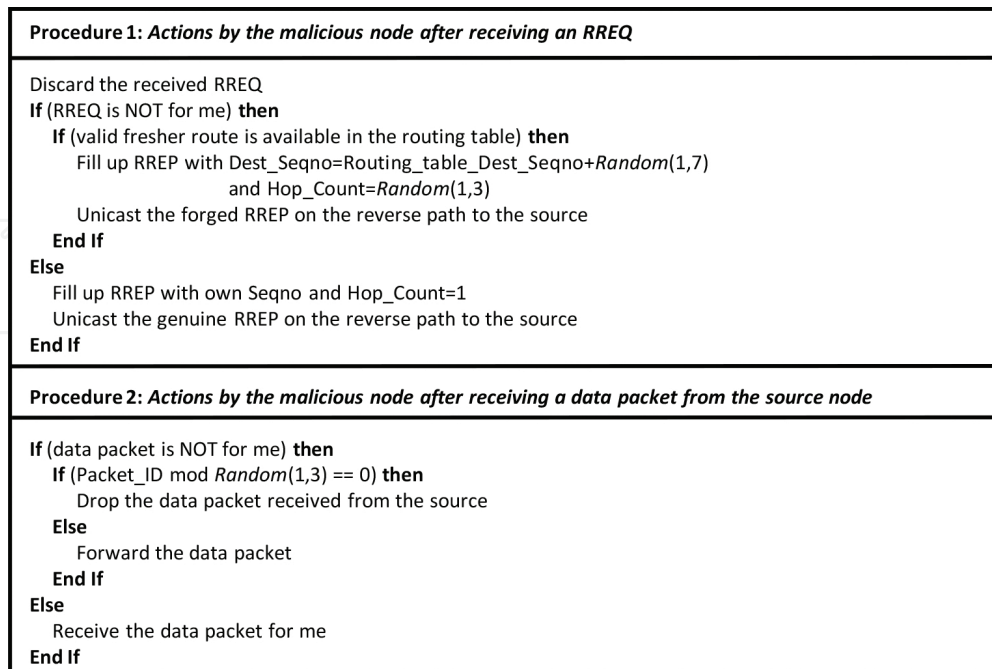 Procedure 1: Actions by the malicious node after receiving an RREQ
Discard the received RREQ
If (RREQ is NOT for me) then
If (valid fresher route is available in the routing table) then
Fill up RREP with Dest_Seqno=Routing_table_Dest_Seqno+Random(1,7)
and Hop_Count=Random(1,3)
Unicast the forged RREP on the reverse path to the source
End If
Else
Fill up RREP with own Seqno and Hop_Count=1
Unicast the genuine RREP on the reverse path to the source
End If
Procedure 2: Actions by the malicious node after receiving a data packet from the source node
If (data packet is NOT for me) then
If (Packet_ID mod Random(1,3) == 0) then
Drop the data packet received from the source
Else
Forward the data packet
End If
Else
Receive the data packet for me
End If